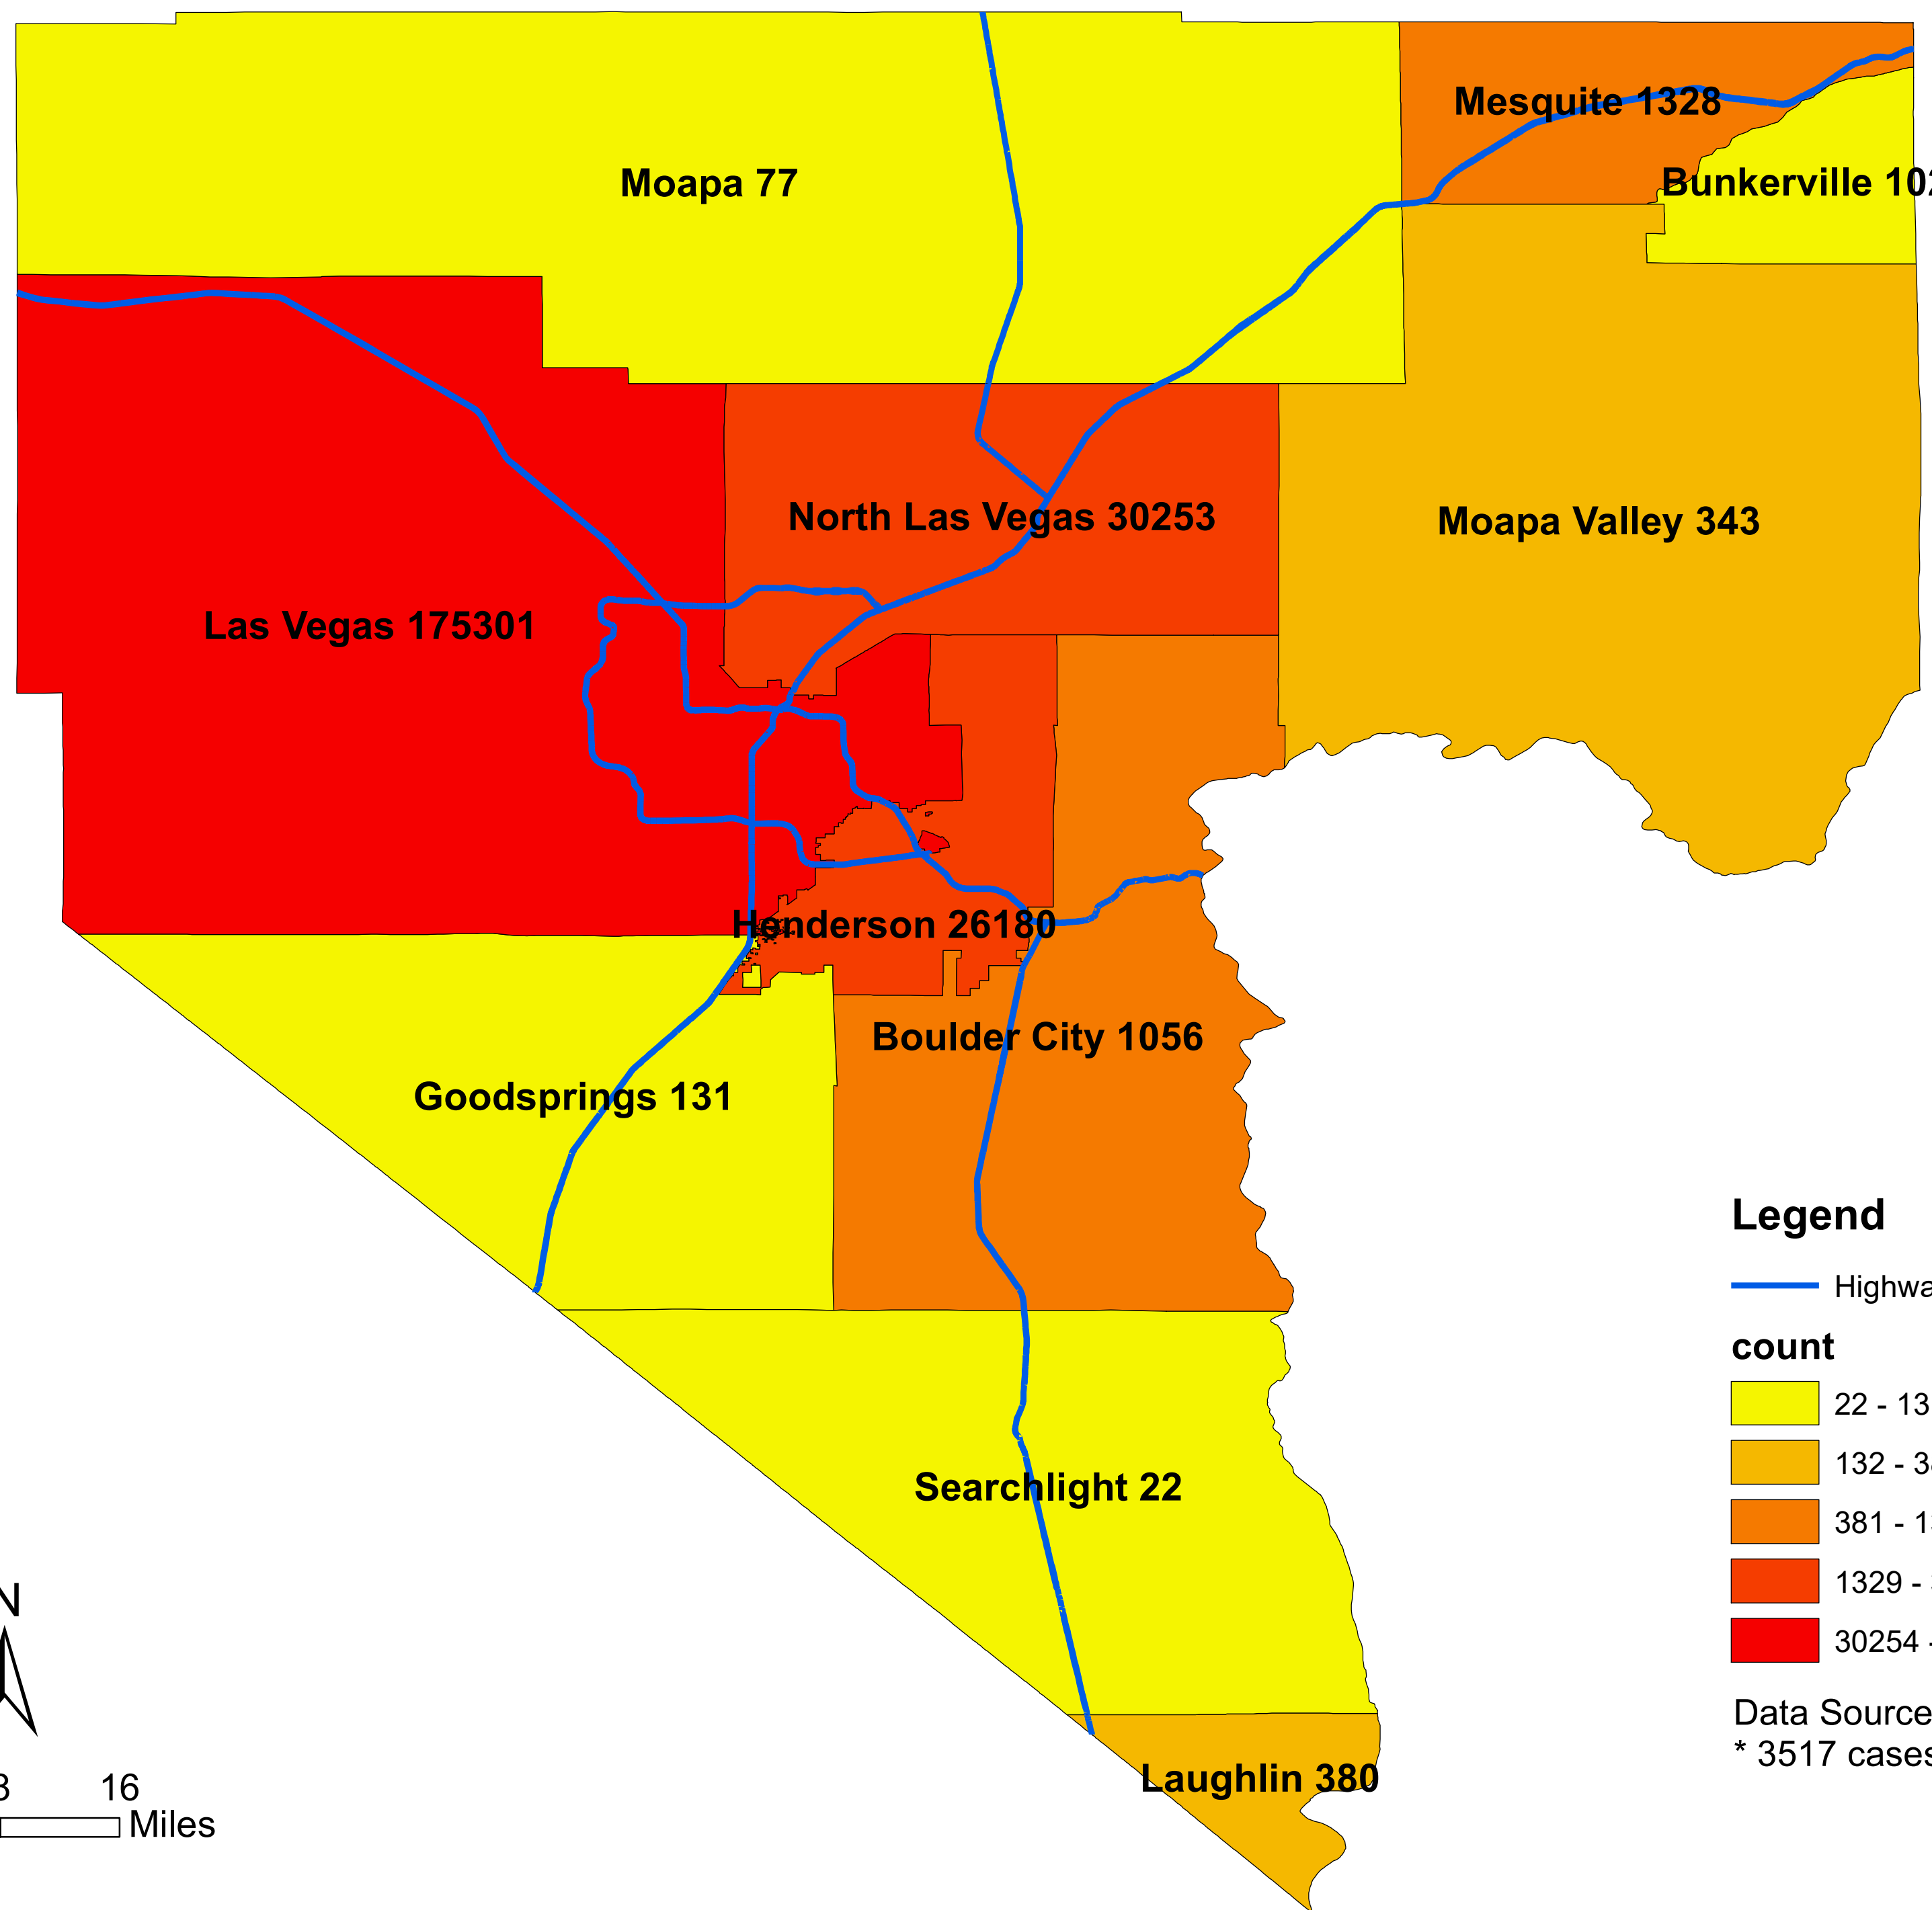 Mesquite 1328
Moapa 77
Bunkerville 102
North Las Vegas 30253
Moapa Valley 343
Las Vegas 175301
Henderson 26180
Boulder City 1056
Goodsprings 131
Legend
count
22 - 13
132 - 3
381 - 1
Searchlight 22
1329 -
N
30254 -
Data Source
* 3517 cases
Laughlin 380
16
Miles